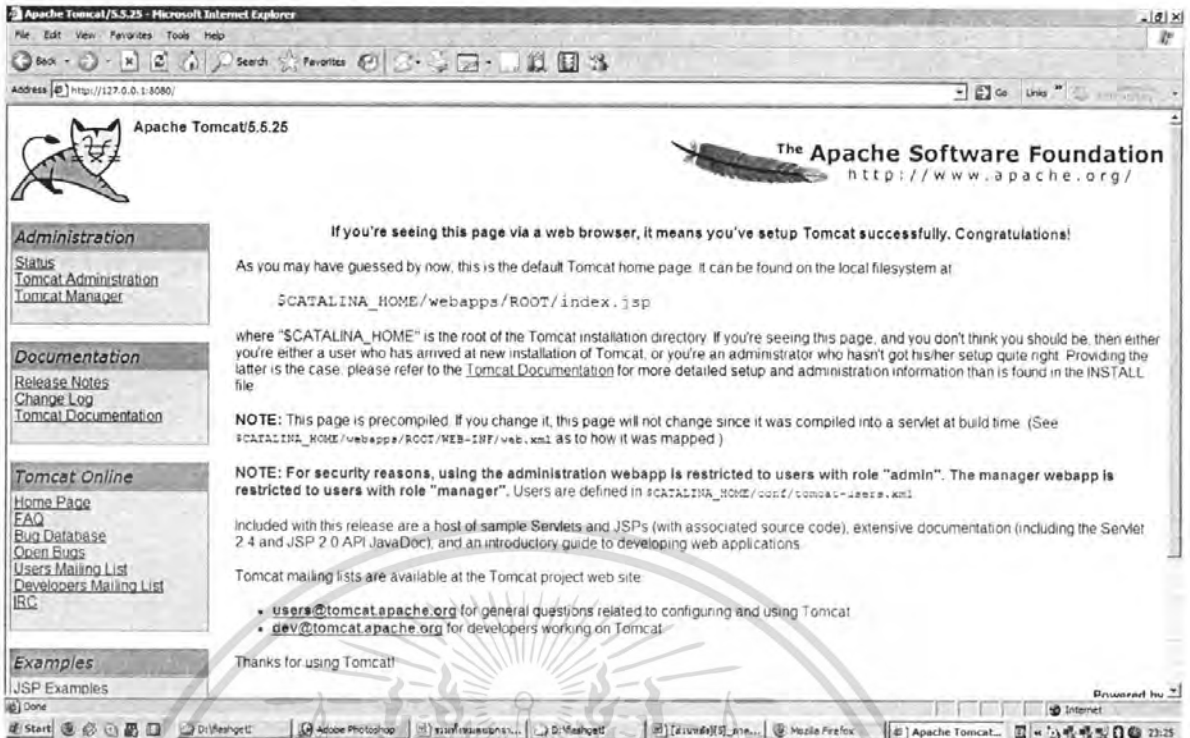 Apache Tomcat/5.5.25 - Microsoft Internet Explorer
File Edit View Favorites Tools Help
Back Search Favorites
Address http://127.0.0.1:8080/ Go Links
Apache Tomcat/5.5.25
The Apache Software Foundation
http://www.apache.org/
Administration
Status
Tomcat Administration
Tomcat Manager
Documentation
Release Notes
Change Log
Tomcat Documentation
Tomcat Online
Home Page
FAQ
Bug Database
Open Bugs
Users Mailing List
Developers Mailing List
IRC
Examples
JSP Examples
If you're seeing this page via a web browser, it means you've setup Tomcat successfully. Congratulations!
As you may have guessed by now, this is the default Tomcat home page. It can be found on the local filesystem at
$CATALINA_HOME/webapps/ROOT/index.jsp
where "$CATALINA_HOME" is the root of the Tomcat installation directory. If you're seeing this page, and you don't think you should be, then either
you're either a user who has arrived at new installation of Tomcat, or you're an administrator who hasn't got his/her setup quite right. Providing the
latter is the case, please refer to the Tomcat Documentation for more detailed setup and administration information than is found in the INSTALL
file
NOTE: This page is precompiled. If you change it, this page will not change since it was compiled into a servlet at build time. (See
$CATALINA_HOME/webapps/ROOT/WEB-INF/web.xml as to how it was mapped.)
NOTE: For security reasons, using the administration webapp is restricted to users with role "admin". The manager webapp is
restricted to users with role "manager". Users are defined in $CATALINA_HOME/conf/tomcat-users.xml
Included with this release are a host of sample Servlets and JSPs (with associated source code), extensive documentation (including the Servlet
2.4 and JSP 2.0 API JavaDoc), and an introductory guide to developing web applications
Tomcat mailing lists are available at the Tomcat project web site
• users@tomcat.apache.org for general questions related to configuring and using Tomcat
• dev@tomcat.apache.org for developers working on Tomcat
Thanks for using Tomcat!
Powered by
Done Internet
Start D:\flashget\ Adobe Photoshop D:\flashget\ Mozilla Firefox Apache Tomcat... 23:25